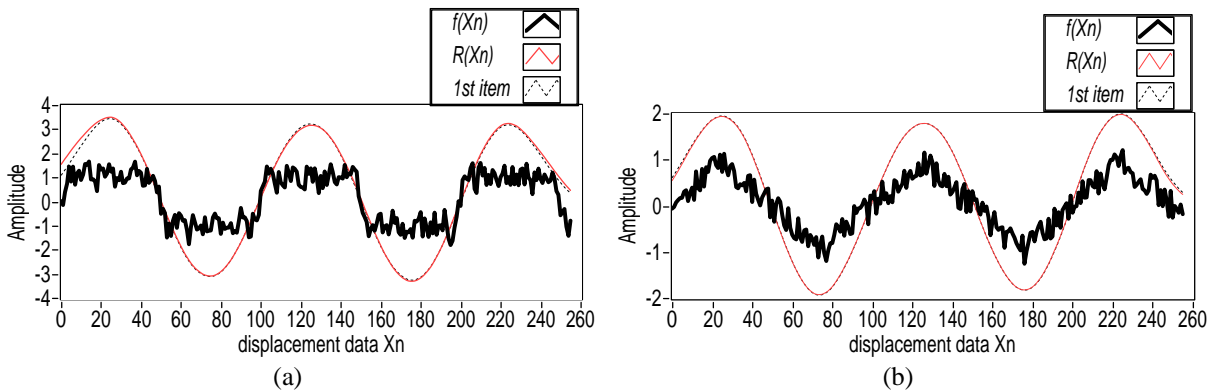 f(Xn)
R(Xn)
1st item
4
3
2
1
0
-1
-2
-3
-4
Amplitude
0 20 40 60 80 100 120 140 160 180 200 220 240 260
displacement data Xn
(a)
f(Xn)
R(Xn)
1st item
2
1
0
-1
-2
Amplitude
0 20 40 60 80 100 120 140 160 180 200 220 240 260
displacement data Xn
(b)